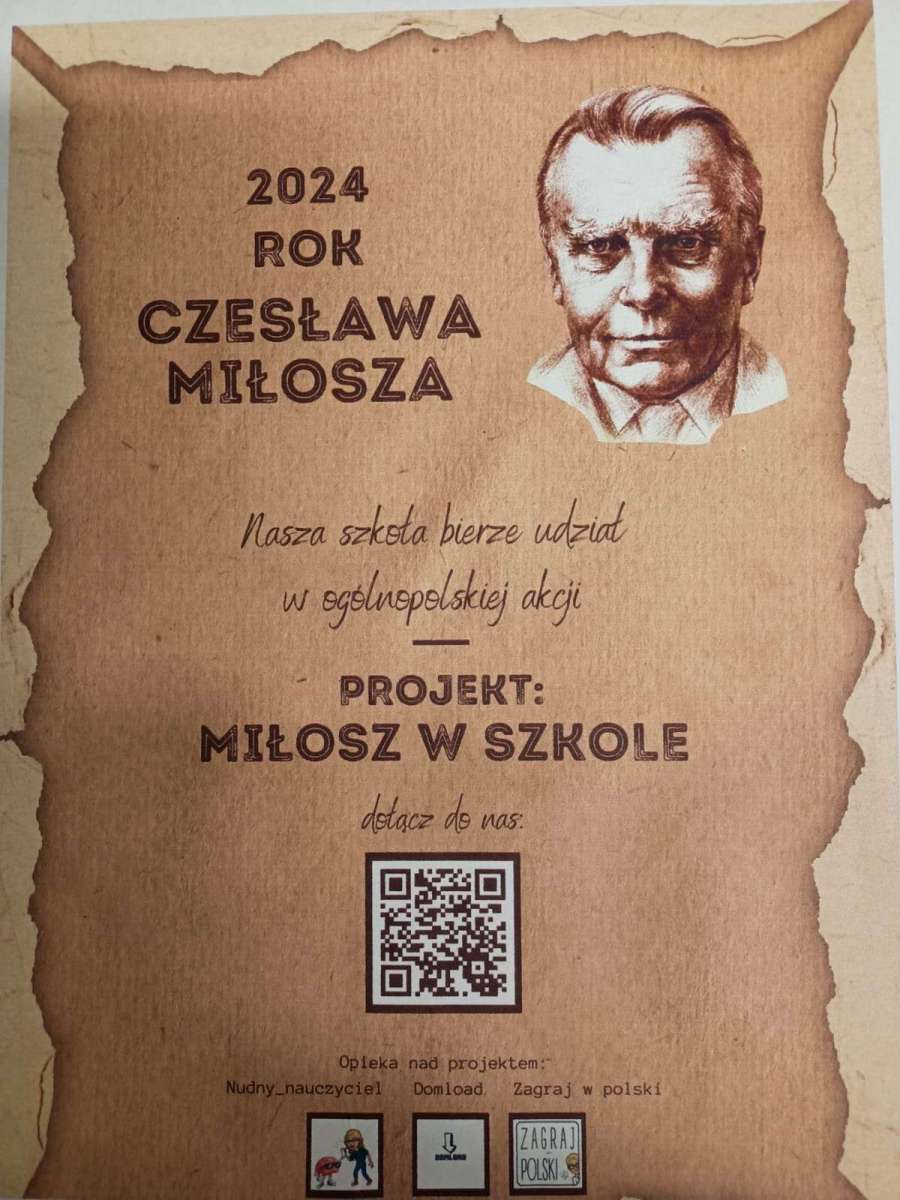 2024
ROK
CZESŁAWA
MIŁOSZA
Nasza szkoła bierze udział
w ogólnopolskiej akcji
PROJEKT:
MIŁOSZ W SZKOLE
dołącz do nas:
Opieka nad projektem:
Nudny_nauczyciel Domload Zagraj w polski
DOMLOAD
ZAGRAJ
POLSKI